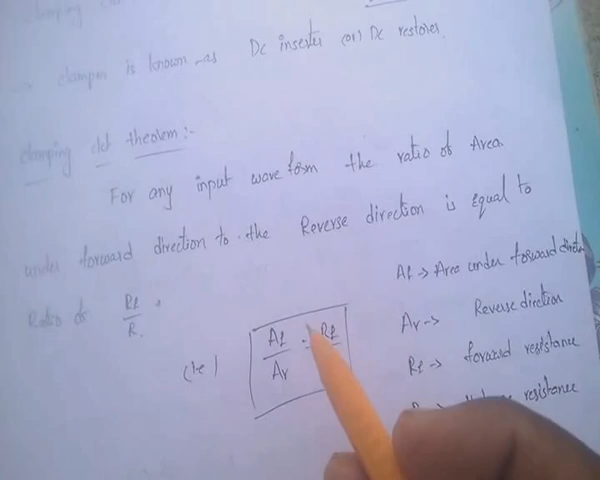 clamper is known as Dc inserter (or) Dc restorer.
clamping ckt theorem:-
For any input wave form the ratio of Area
under forward direction to the Reverse direction is equal to
Ratio of Rf/R.
(ie) Af/Ar = Rf
Af -> Area under forward
Ar -> Reverse direction
Rf -> forward resistance
resistance